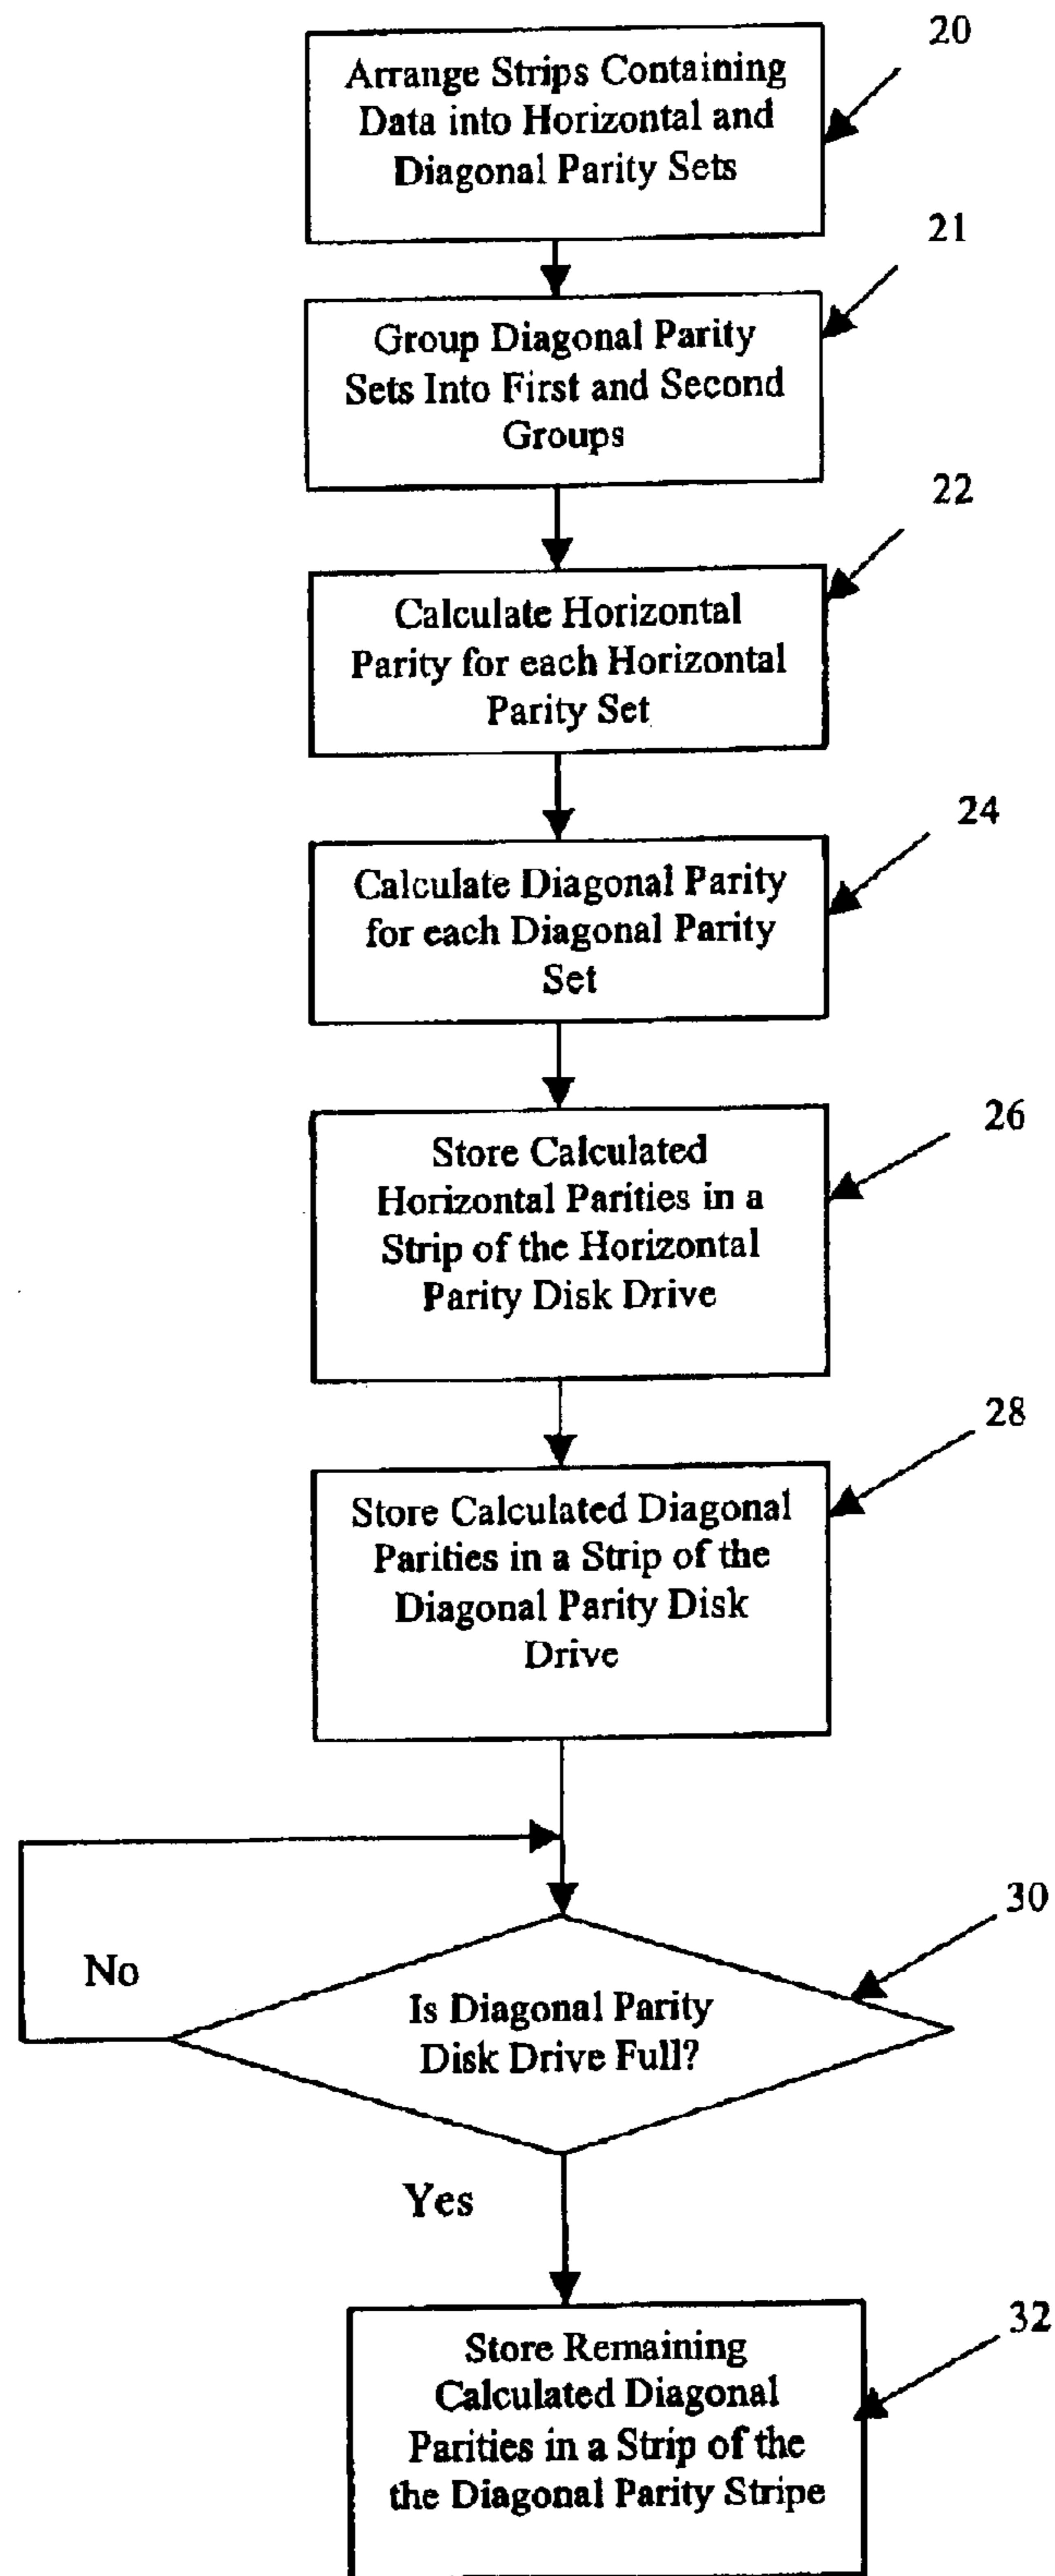 20
Arrange Strips Containing
Data into Horizontal and
Diagonal Parity Sets
21
Group Diagonal Parity
Sets Into First and Second
Groups
22
Calculate Horizontal
Parity for each Horizontal
Parity Set
24
Calculate Diagonal Parity
for each Diagonal Parity
Set
26
Store Calculated
Horizontal Parities in a
Strip of the Horizontal
Parity Disk Drive
28
Store Calculated Diagonal
Parities in a Strip of the
Diagonal Parity Disk
Drive
30
No
Is Diagonal Parity
Disk Drive Full?
Yes
32
Store Remaining
Calculated Diagonal
Parities in a Strip of the
the Diagonal Parity Stripe